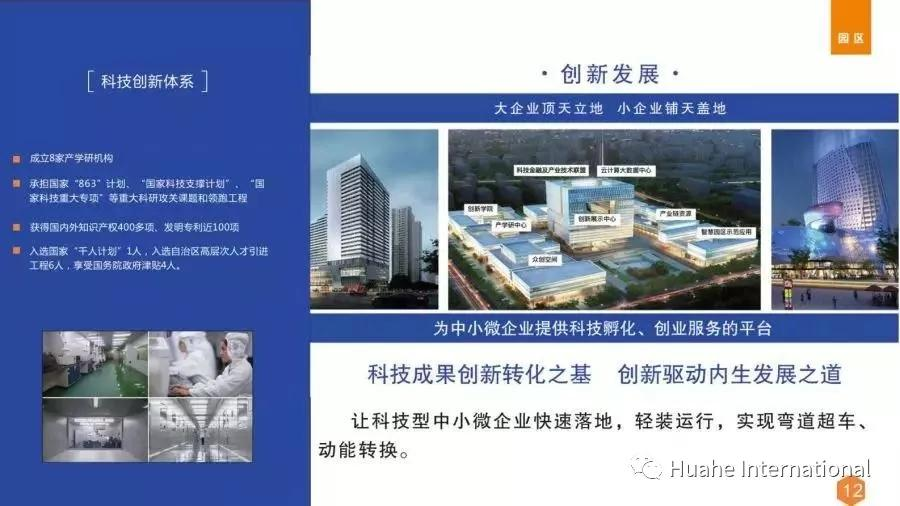 园区
[ 科技创新体系 ]
成立8家产学研机构
承担国家“863”计划、“国家科技支撑计划”、“国
家科技重大专项”等重大科研攻关课题和领跑工程
获得国内外知识产权400多项、发明专利近100项
入选国家“千人计划”1人，入选自治区高层次人才引进
工程6人，享受国务院政府津贴4人。
·创新发展·
大企业顶天立地 小企业铺天盖地
科技金融及产业技术联盟
云计算大数据中心
创新学院
产学研中心
创新展示中心
产业链资源
智慧园区示范应用
众创空间
为中小微企业提供科技孵化、创业服务的平台
科技成果创新转化之基 创新驱动内生发展之道
让科技型中小微企业快速落地，轻装运行，实现弯道超车、
动能转换。
Huahe International
12